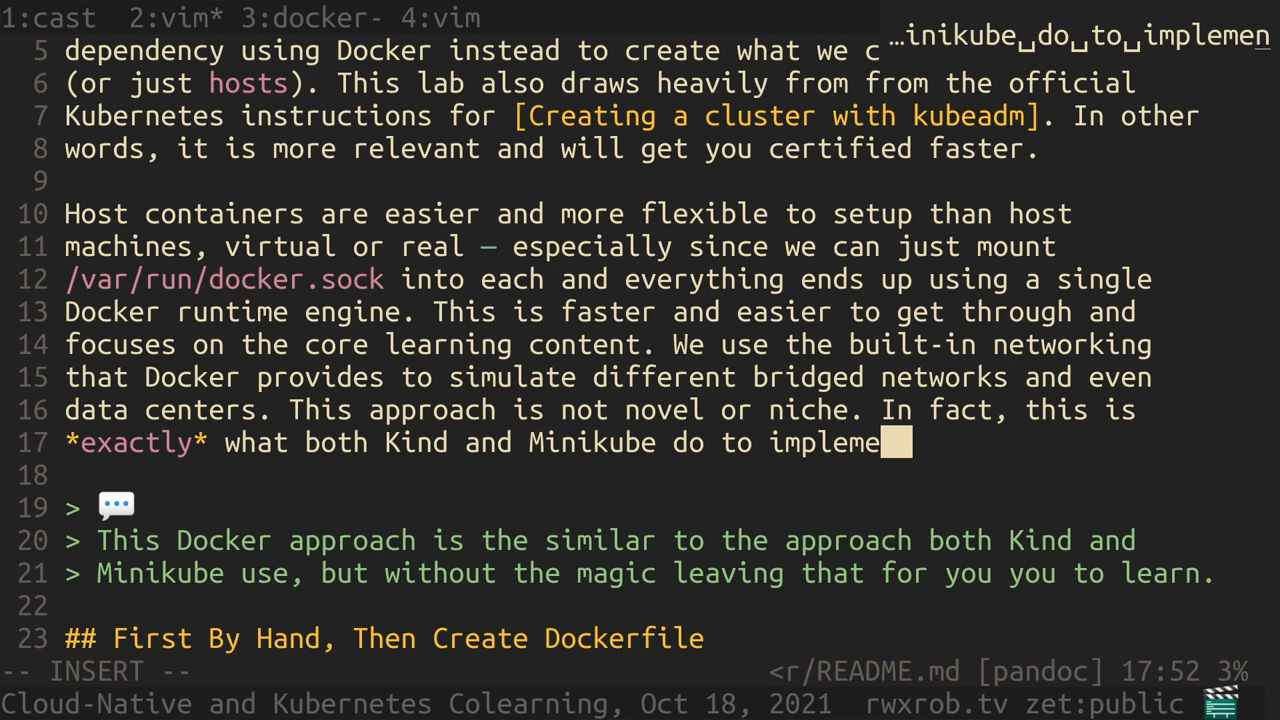 1:cast  2:vim* 3:docker- 4:vim
…inikube␣do␣to␣implemen
5 dependency using Docker instead to create what we c
6 (or just hosts). This lab also draws heavily from from the official
7 Kubernetes instructions for [Creating a cluster with kubeadm]. In other
8 words, it is more relevant and will get you certified faster.
9
10 Host containers are easier and more flexible to setup than host
11 machines, virtual or real — especially since we can just mount
12 /var/run/docker.sock into each and everything ends up using a single
13 Docker runtime engine. This is faster and easier to get through and
14 focuses on the core learning content. We use the built-in networking
15 that Docker provides to simulate different bridged networks and even
16 data centers. This approach is not novel or niche. In fact, this is
17 *exactly* what both Kind and Minikube do to impleme
18
19 > 💬
20 > This Docker approach is the similar to the approach both Kind and
21 > Minikube use, but without the magic leaving that for you you to learn.
22
23 ## First By Hand, Then Create Dockerfile
-- INSERT -- <r/README.md [pandoc] 17:52 3%
Cloud-Native and Kubernetes Colearning, Oct 18, 2021  rwxrob.tv zet:public 🎬